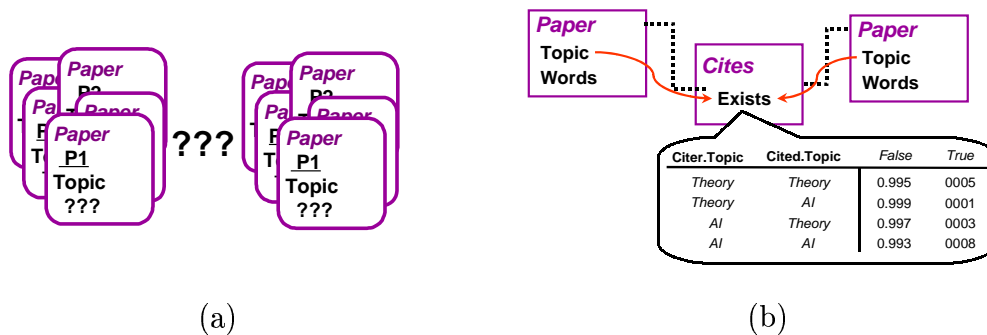 Paper
Paper
P2
Paper
P1
Topic
???
???
Paper
Paper
P2
Paper
P1
Topic
???
(a)
Paper
Topic
Words
Cites
Exists
Paper
Topic
Words
Citer.Topic Cited.Topic False True
Theory Theory 0.995 0005
Theory AI 0.999 0001
AI Theory 0.997 0003
AI AI 0.993 0008
(b)